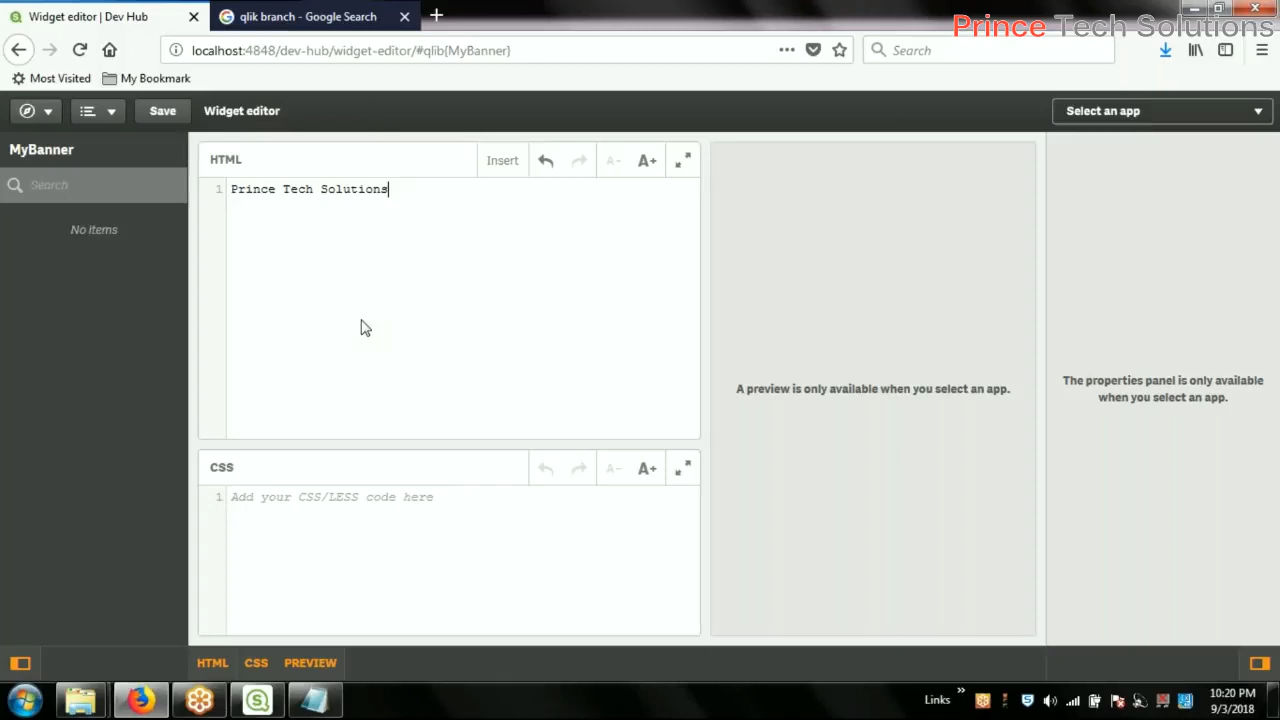 Widget editor | Dev Hub
qlik branch - Google Search
Prince Tech Solutions
localhost:4848/dev-hub/widget-editor/#qlib{MyBanner}
Search
Most Visited
My Bookmark
Save
Widget editor
Select an app
MyBanner
Search
No items
HTML
Insert
A-
A+
1 Prince Tech Solutions
A preview is only available when you select an app.
The properties panel is only available
when you select an app.
CSS
A-
A+
1 Add your CSS/LESS code here
HTML
CSS
PREVIEW
Links
10:20 PM
9/3/2018